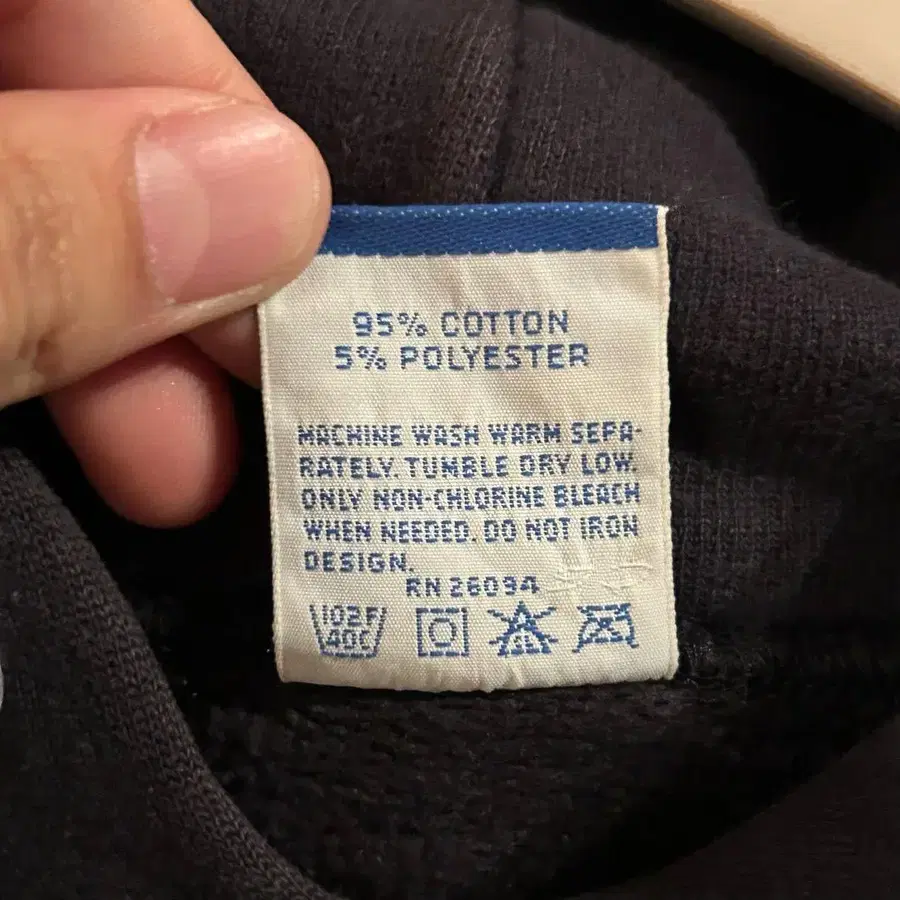 95% COTTON
5% POLYESTER
MACHINE WASH WARM SEPA-
RATELY. TUMBLE DRY LOW.
ONLY NON-CHLORINE BLEACH
WHEN NEEDED. DO NOT IRON
DESIGN.
RN 26094
102F/
40C
CL